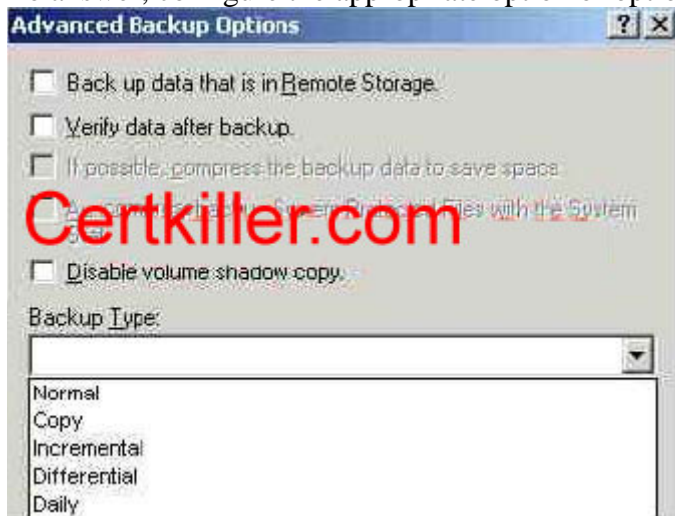 Advanced Backup Options
Back up data that is in Remote Storage.
Verify data after backup.
If possible, compress the backup data to save space
Certkiller.com
with the System
Disable volume shadow copy.
Backup Type:
Normal
Copy
Incremental
Differential
Daily